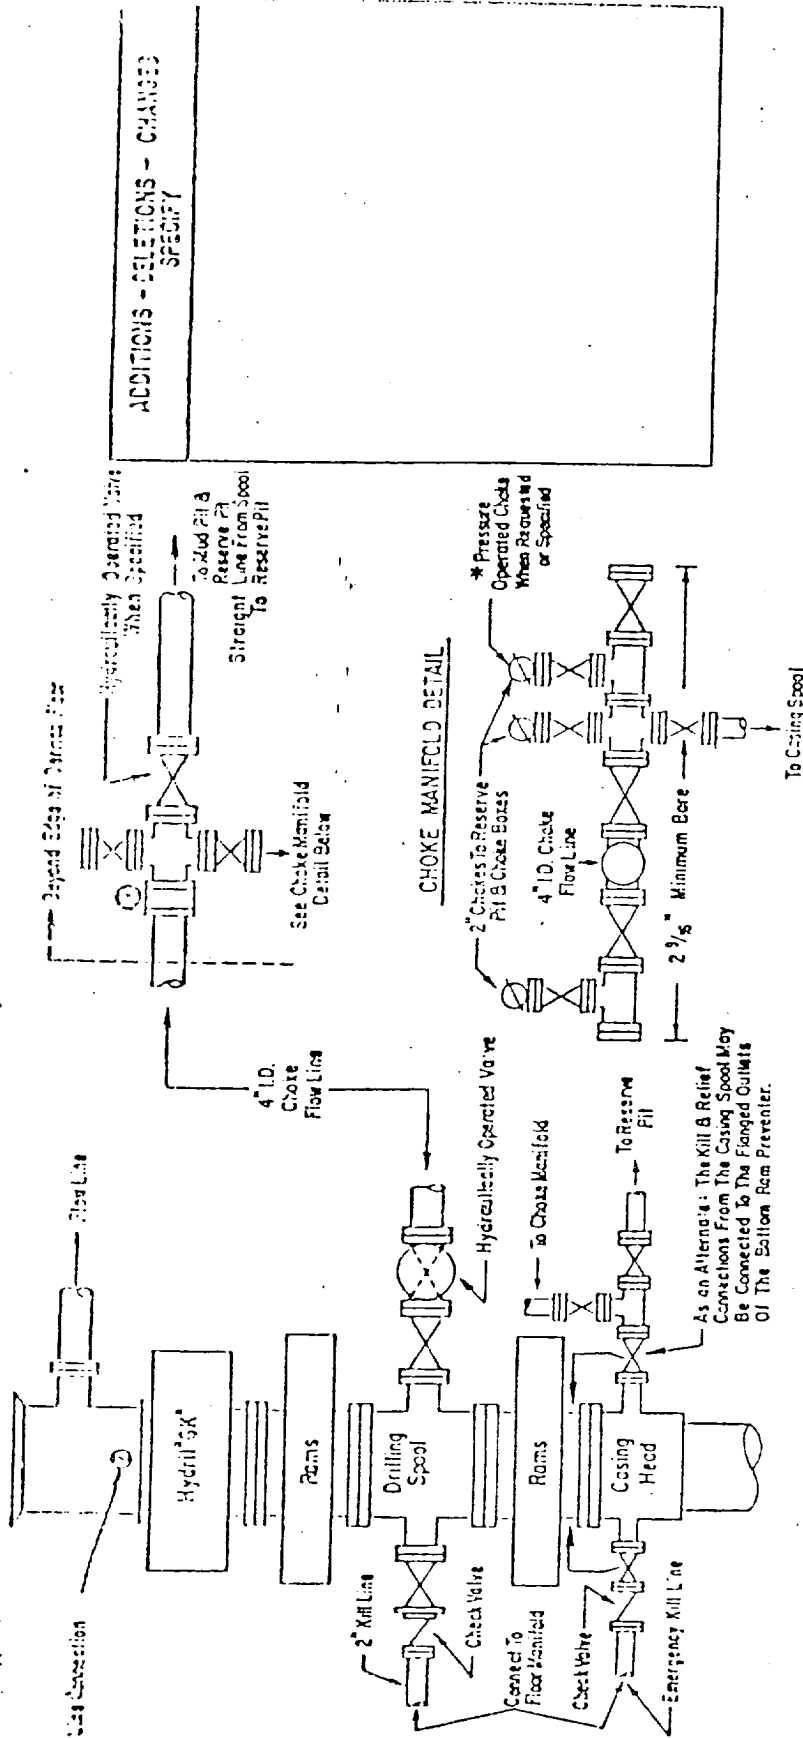 ADDITIONS - DELETIONS - CHANGES
SPECIFY
Flow Line
Connection
Hydril "GK"
Rams
Drilling
Spool
Rams
Casing
Head
2" Kill Line
Check Valve
Connect To
Floor Manifold
Check Valve
Emergency Kill Line
4" I.D.
Choke
Flow Line
Hydraulically Operated Valve
To Choke Manifold
To Reserve
Pit
As an Alternate: The Kill & Relief
Connections From The Casing Spool May
Be Connected To The Flanged Outlets
Of The Bottom Ram Preventer.
Beyond Edge of Derrick Floor
Hydraulically Operated Valve
When Specified
To Mud Pit &
Reserve Pit
Straight Line From Spool
To Reserve Pit
See Choke Manifold
Detail Below
CHOKE MANIFOLD DETAIL
2" Chokes To Reserve
Pit & Choke Boxes
* Pressure
Operated Choke
When Requested
or Specified
4" I.D. Choke
Flow Line
2 9/16" Minimum Bore
To Casing Spool